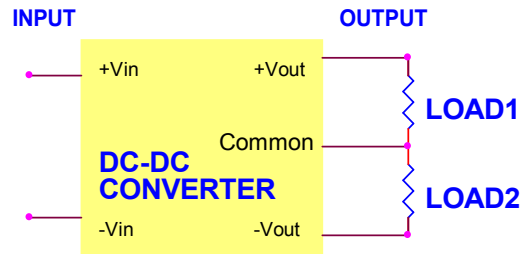 INPUT
OUTPUT
+Vin
+Vout
LOAD1
Common
DC-DC
CONVERTER
LOAD2
-Vin
-Vout